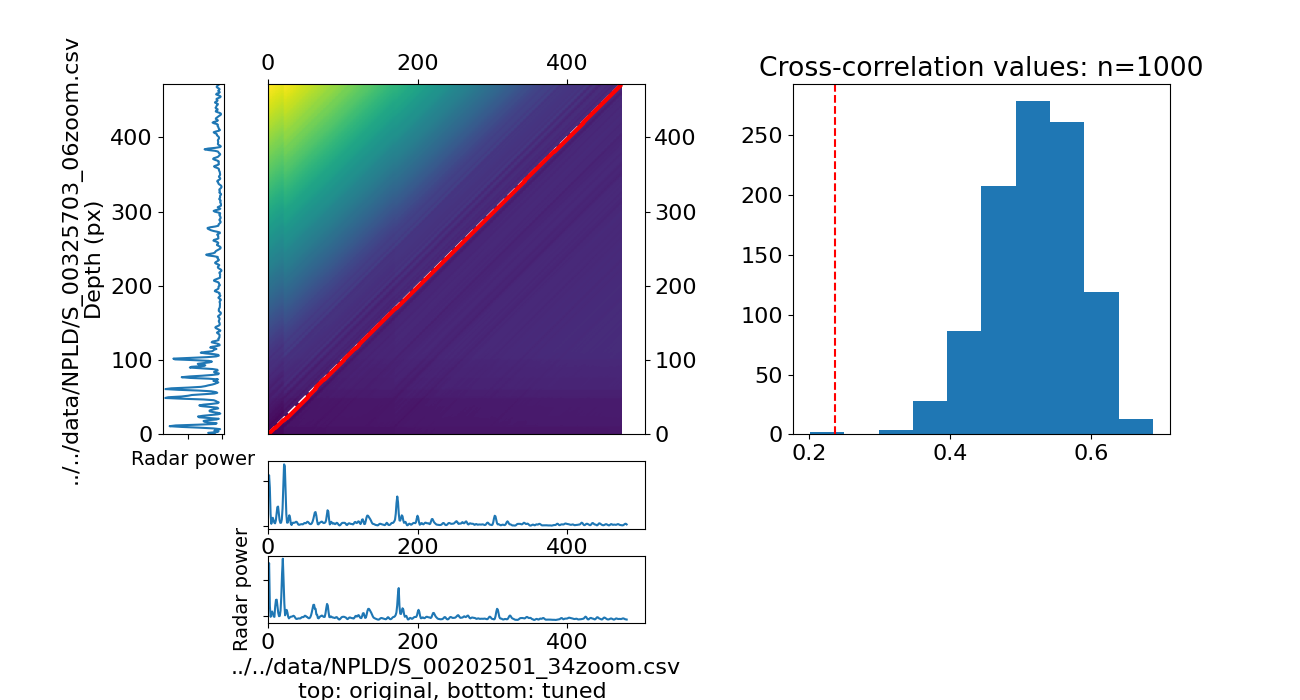 Cross-correlation values: n=1000
../../data/NPLD/S_00325703_06zoom.csv
Depth (px)
0 200 400
400
300
200
100
0
400
300
200
100
0
250
200
150
100
50
0
0.2 0.4 0.6
Radar power
0 200 400
Radar power
0 200 400
../../data/NPLD/S_00202501_34zoom.csv
top: original, bottom: tuned